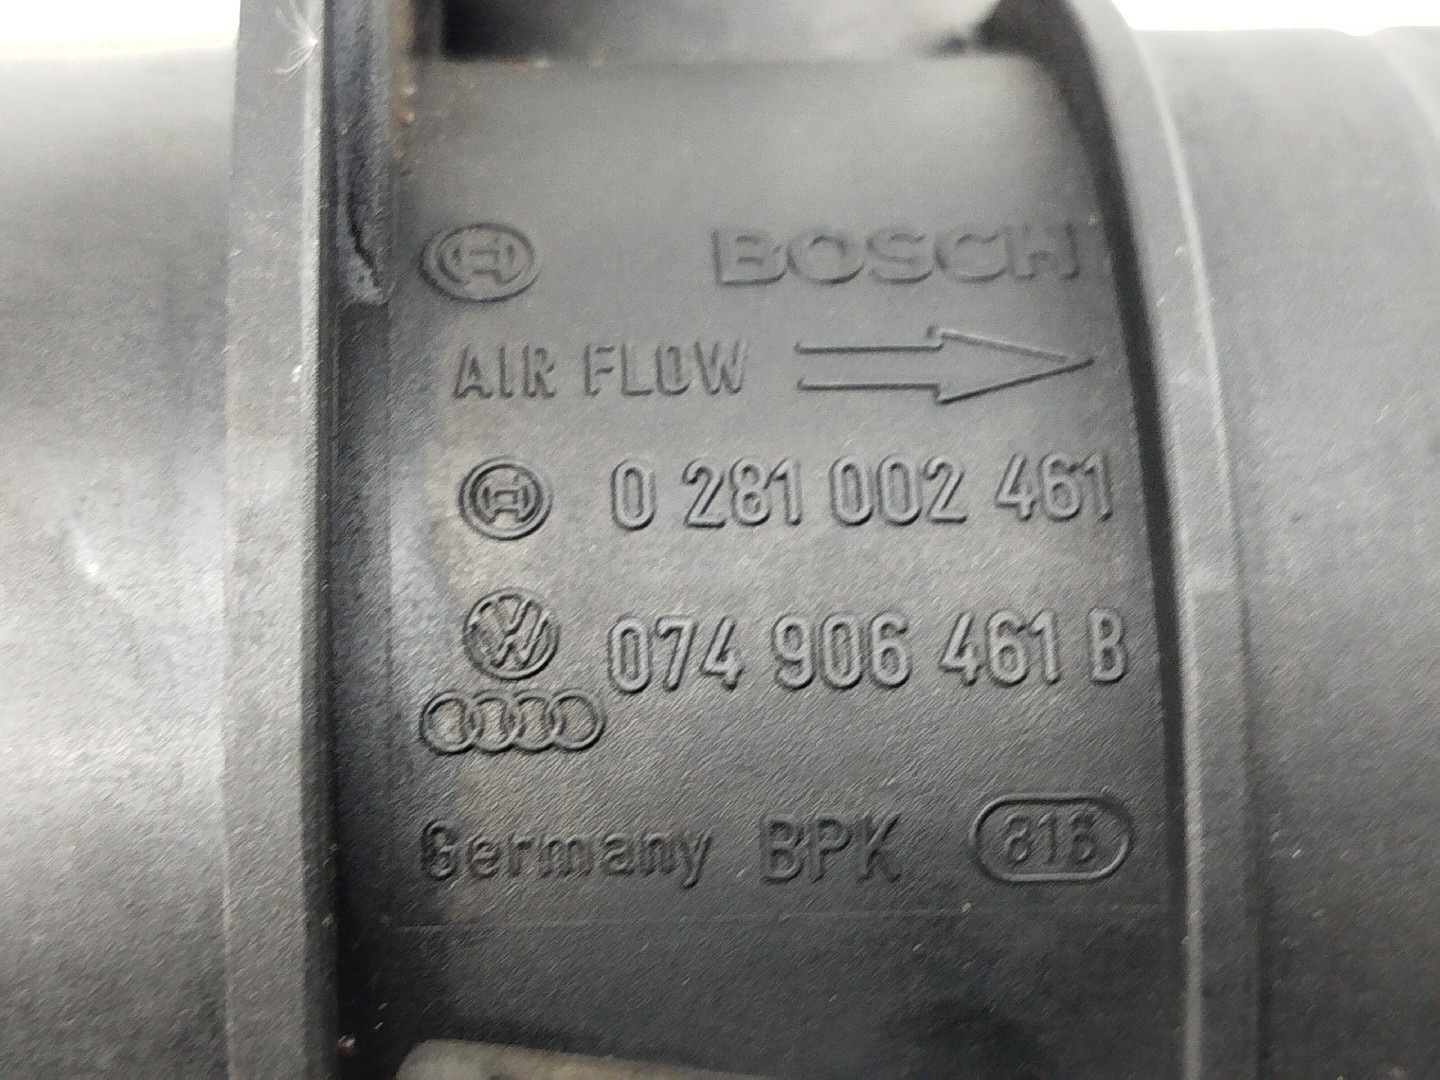 BOSCH
AIR FLOW
0 281 002 461
074 906 461 B
Germany BPK 816